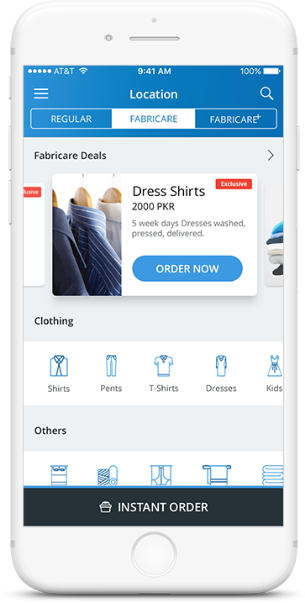 AT&T 9:41 AM 100%
Location
REGULAR FABRICARE FABRICARE+
Fabricare Deals
Exclusive
Dress Shirts
2000 PKR
5 week days Dresses washed,
pressed, delivered.
ORDER NOW
Clothing
Shirts Pents T-Shirts Dresses Kids
Others
INSTANT ORDER